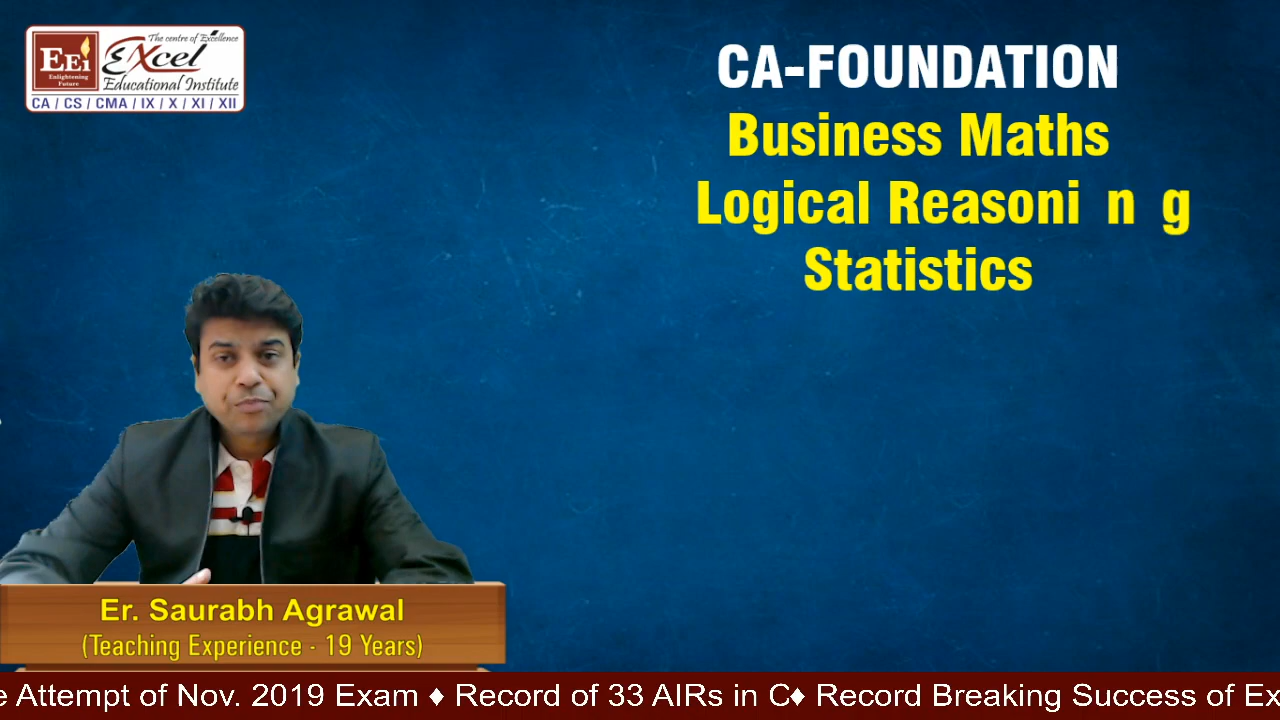 The centre of Excellence
EEi
Excel
Enlightening
Future
Educational Institute
CA / CS / CMA / IX / X / XI / XII
CA-FOUNDATION
Business Maths
Logical Reasoni n g
Statistics
Er. Saurabh Agrawal
(Teaching Experience - 19 Years)
e Attempt of Nov. 2019 Exam ♦ Record of 33 AIRs in C♦ Record Breaking Success of Ex